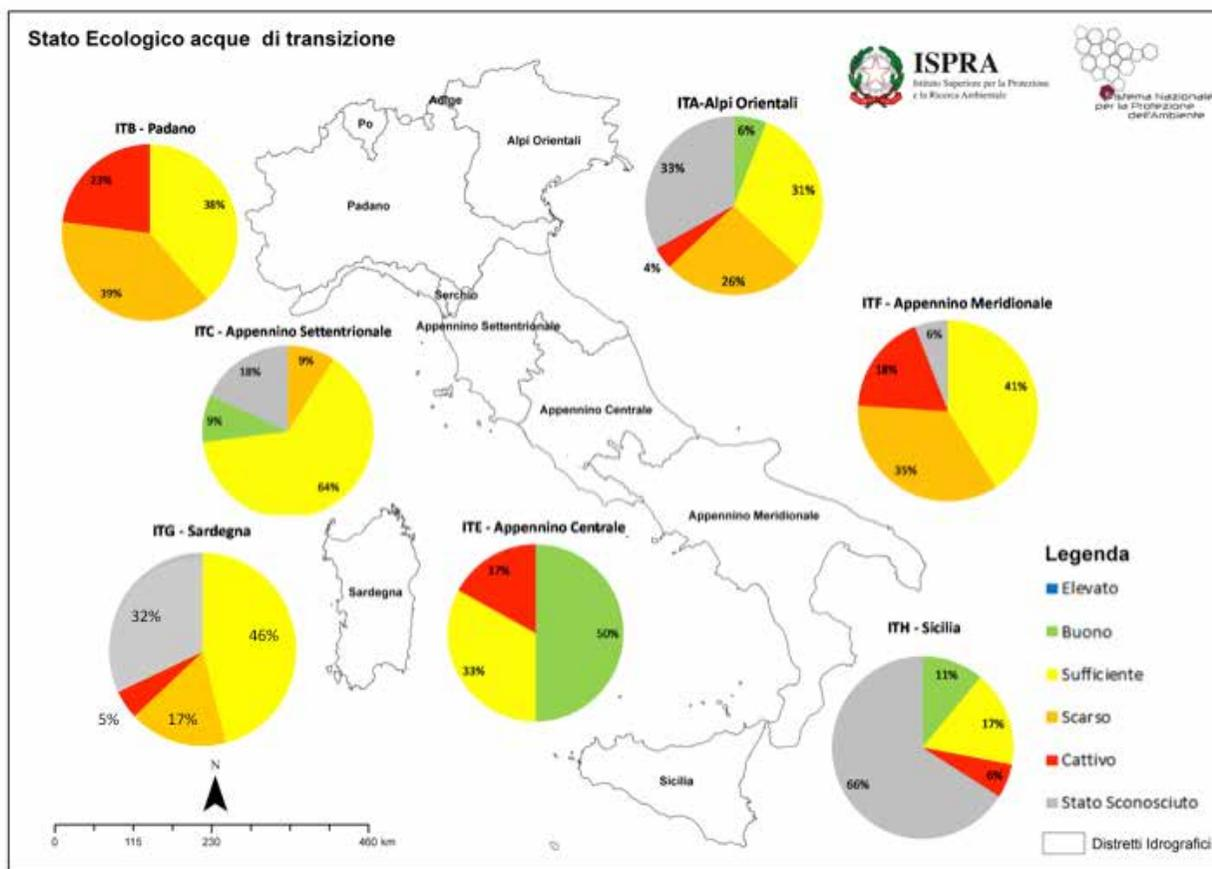 Stato Ecologico acque di transizione
ISPRA
Istituto Superiore per la Protezione
e la Ricerca Ambientale
Sistema Nazionale
per la Protezione
dell'Ambiente
ITB - Padano
23%
38%
39%
Adige
Po
Alpi Orientali
Padano
ITA-Alpi Orientali
6%
33%
31%
4%
26%
Serchio
Appennino Settentrionale
ITC - Appennino Settentrionale
9%
18%
9%
64%
Appennino Centrale
ITF - Appennino Meridionale
6%
18%
41%
35%
Appennino Meridionale
ITG - Sardegna
32%
46%
5%
17%
Sardegna
ITE - Appennino Centrale
17%
50%
33%
ITH - Sicilia
11%
17%
6%
66%
Sicilia
Legenda
Elevato
Buono
Sufficiente
Scarso
Cattivo
Stato Sconosciuto
Distretti Idrografici
N
0 115 230 460 km